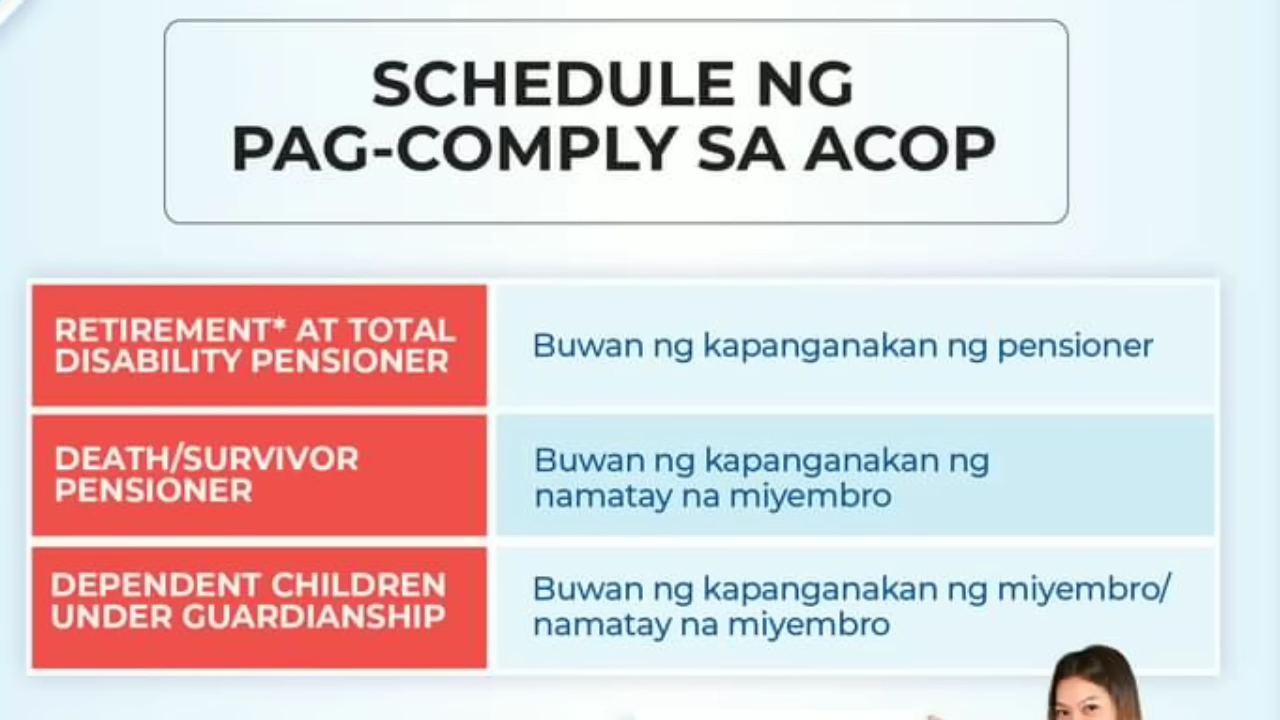 SCHEDULE NG
PAG-COMPLY SA ACOP
RETIREMENT* AT TOTAL
DISABILITY PENSIONER
Buwan ng kapanganakan ng pensioner
DEATH/SURVIVOR
PENSIONER
Buwan ng kapanganakan ng
namatay na miyembro
DEPENDENT CHILDREN
UNDER GUARDIANSHIP
Buwan ng kapanganakan ng miyembro/
namatay na miyembro